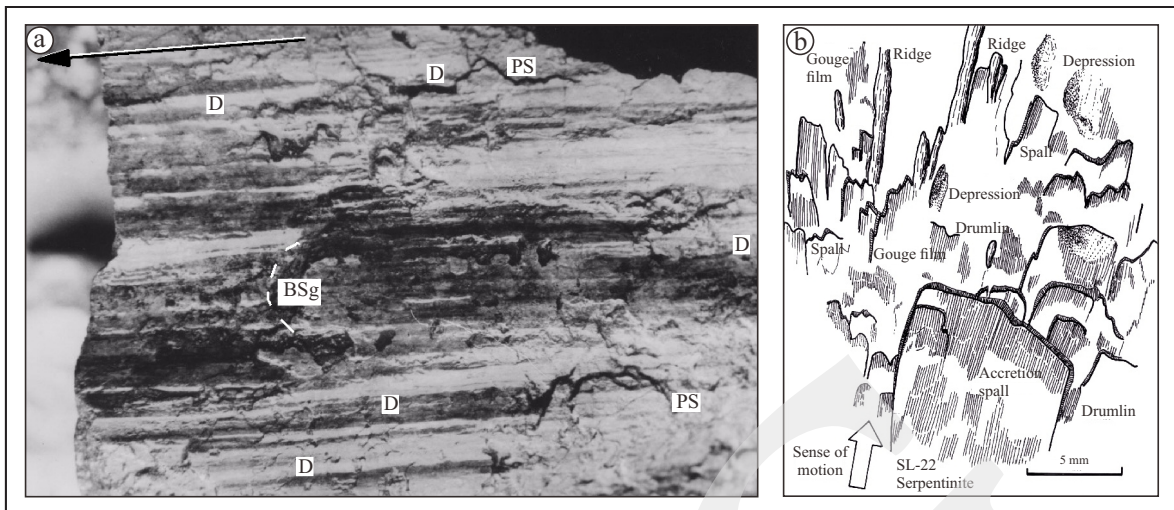 a
D
D
PS
D
BSg
D
PS
D
b
Gouge
film
Ridge
Ridge
Depression
Spall
Depression
Drumlin
Spall
Gouge film
Accretion
spall
Drumlin
Sense of
motion
SL-22
Serpentinite
5 mm